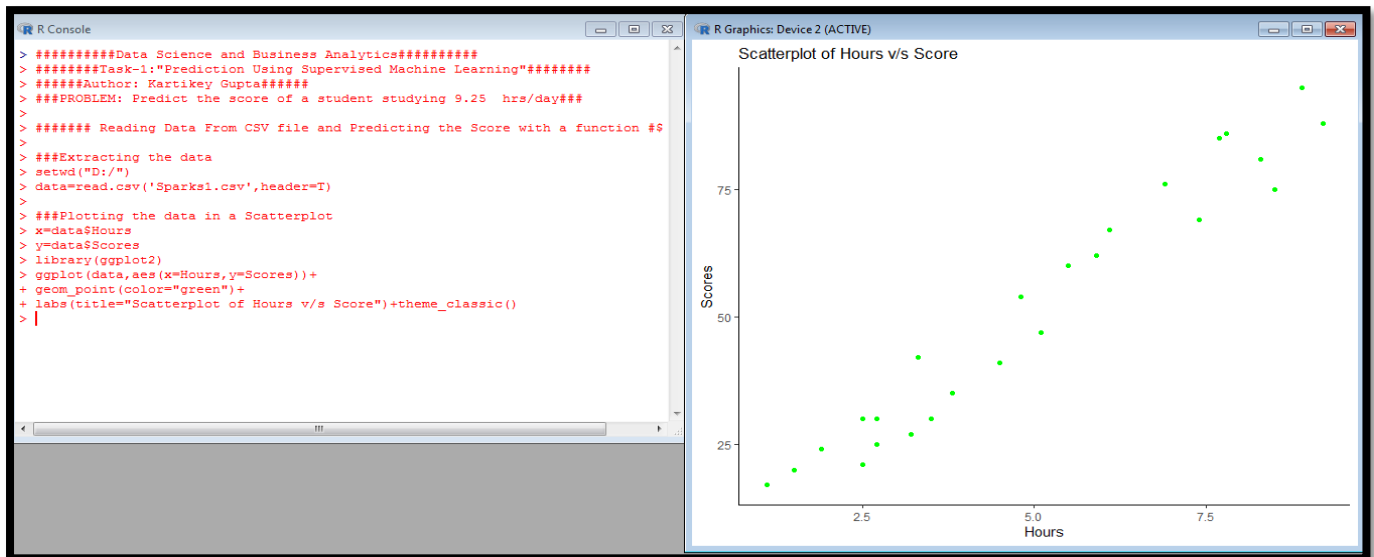 R Console
> ##########Data Science and Business Analytics##########
> ########Task-1:"Prediction Using Supervised Machine Learning"########
> ######Author: Kartikey Gupta######
> ###PROBLEM: Predict the score of a student studying 9.25  hrs/day###
>
> ####### Reading Data From CSV file and Predicting the Score with a function #$
>
> ###Extracting the data
> setwd("D:/")
> data=read.csv('Sparks1.csv',header=T)
>
> ###Plotting the data in a Scatterplot
> x=data$Hours
> y=data$Scores
> library(ggplot2)
> ggplot(data,aes(x=Hours,y=Scores))+
+ geom_point(color="green")+
+ labs(title="Scatterplot of Hours v/s Score")+theme_classic()
>
R Graphics: Device 2 (ACTIVE)
Scatterplot of Hours v/s Score
Scores
75
50
25
2.5 5.0 7.5
Hours